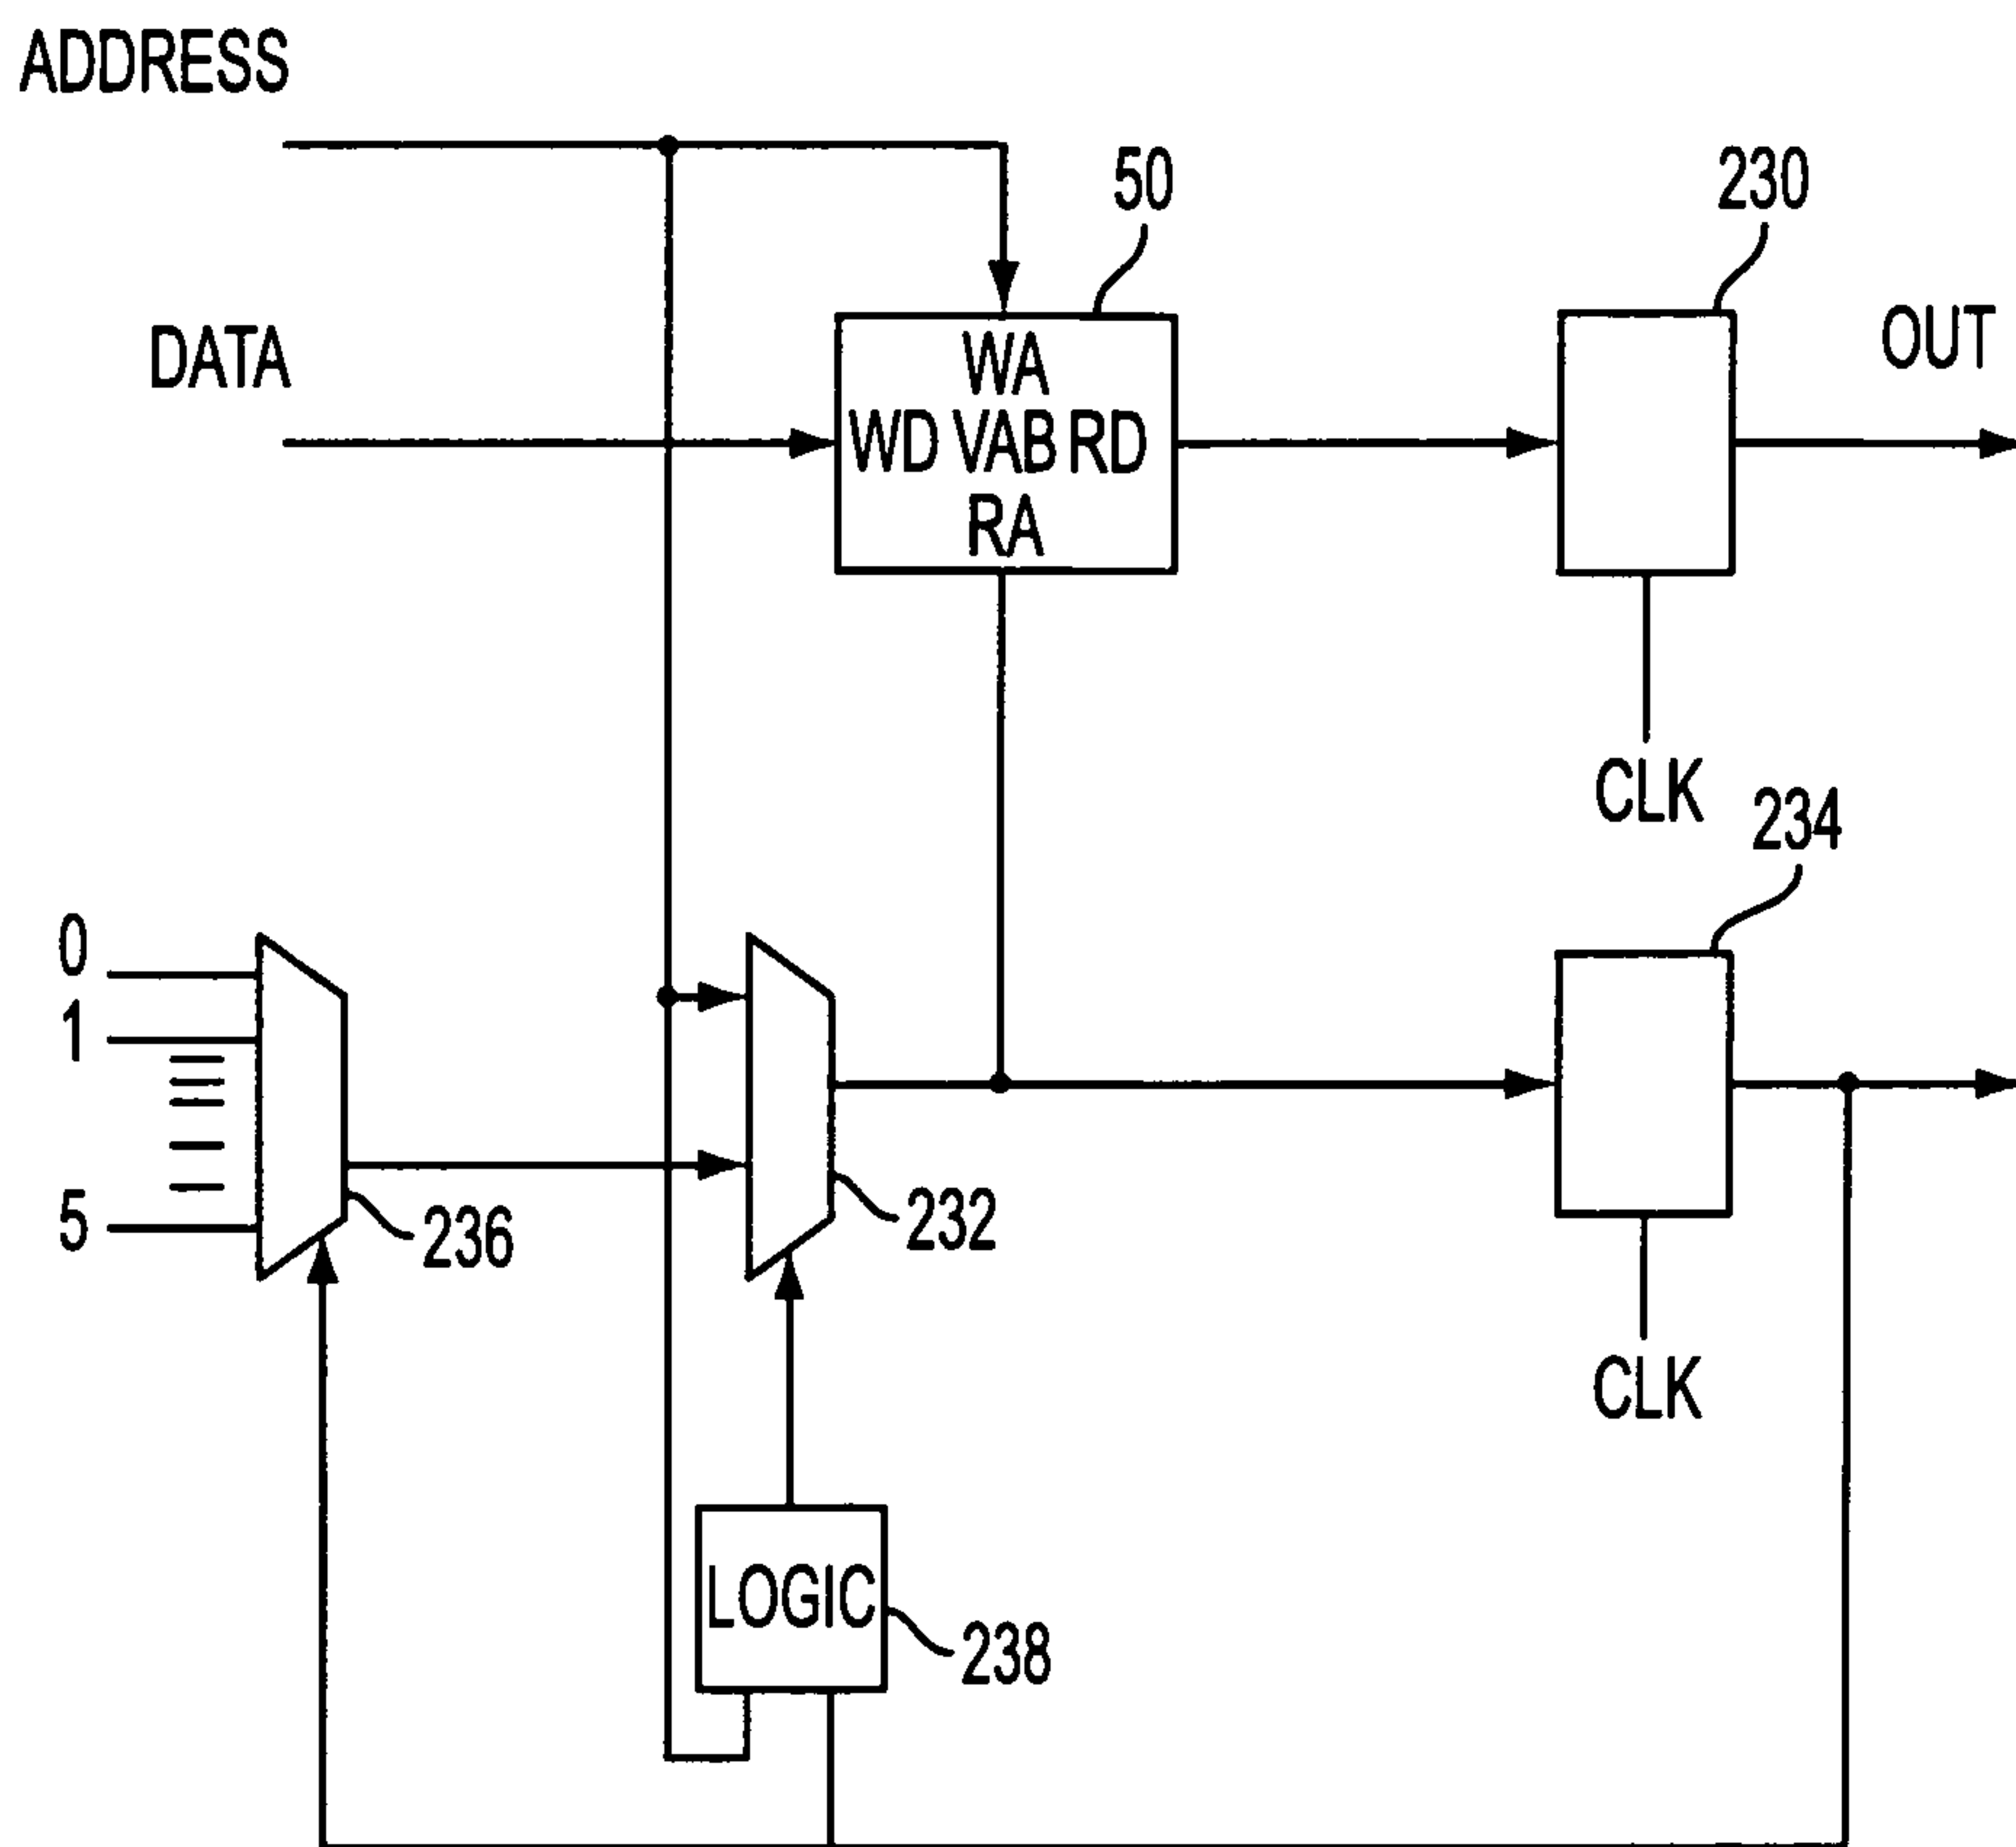 ADDRESS
50
230
DATA
OUT
WA
WD VAB RD
RA
CLK
234
0
1
5
236
232
CLK
LOGIC
238